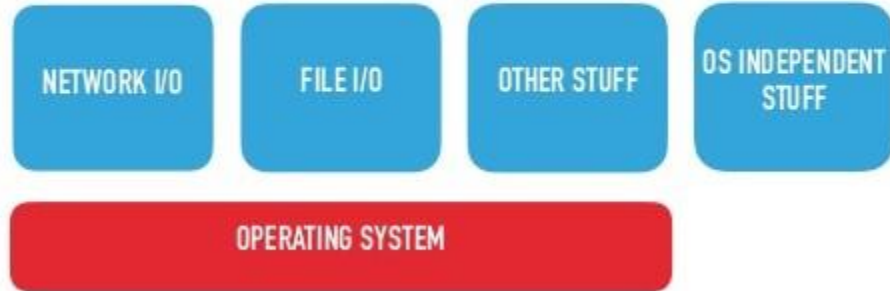 NETWORK I/O
FILE I/O
OTHER STUFF
OS INDEPENDENT
STUFF
OPERATING SYSTEM